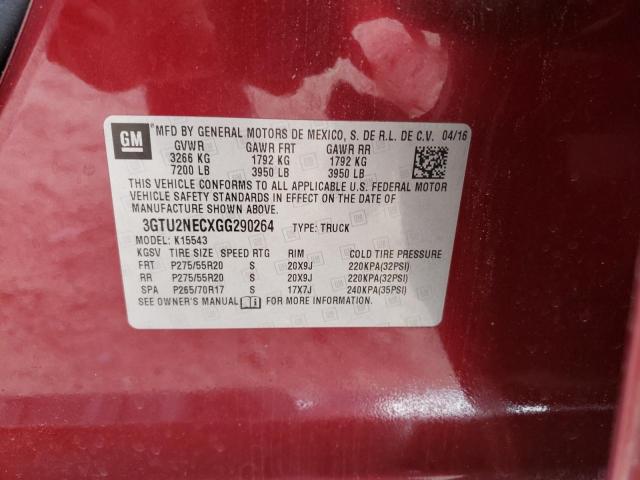 GM
MFD BY GENERAL MOTORS DE MEXICO, S. DE R.L. DE C.V. 04/16
GVWR GAWR FRT GAWR RR
3266 KG 1792 KG 1792 KG
7200 LB 3950 LB 3950 LB
THIS VEHICLE CONFORMS TO ALL APPLICABLE U.S. FEDERAL MOTOR
VEHICLE SAFETY STANDARDS IN EFFECT ON THE DATE OF
MANUFACTURE SHOWN ABOVE.
3GTU2NECXGG290264 TYPE: TRUCK
MODEL: K15543
KGSV TIRE SIZE SPEED RTG RIM COLD TIRE PRESSURE
FRT P275/55R20 S 20X9J 220KPA(32PSI)
RR P275/55R20 S 20X9J 220KPA(32PSI)
SPA P265/70R17 S 17X7J 240KPA(35PSI)
SEE OWNER'S MANUAL FOR MORE INFORMATION.